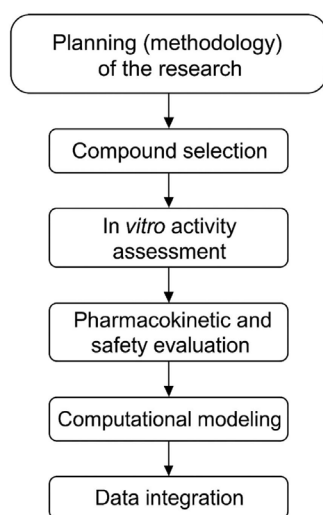 Planning (methodology)
of the research
Compound selection
In vitro activity
assessment
Pharmacokinetic and
safety evaluation
Computational modeling
Data integration